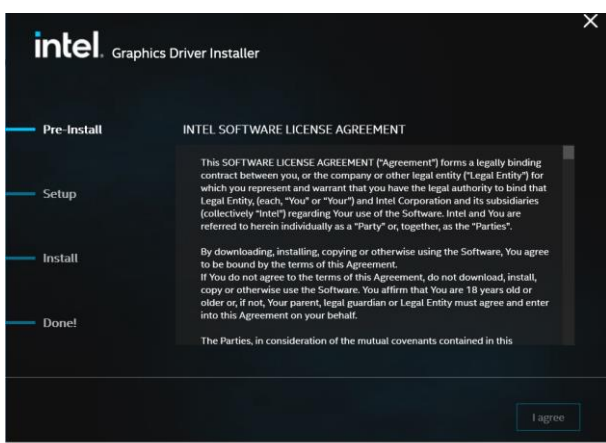 intel. Graphics Driver Installer
Pre-Install
Setup
Install
Done!
INTEL SOFTWARE LICENSE AGREEMENT
This SOFTWARE LICENSE AGREEMENT ("Agreement") forms a legally binding
contract between you, or the company or other legal entity ("Legal Entity") for
which you represent and warrant that you have the legal authority to bind that
Legal Entity, (each, "You" or "Your") and Intel Corporation and its subsidiaries
(collectively "Intel") regarding Your use of the Software. Intel and You are
referred to herein individually as a "Party" or, together, as the "Parties".
By downloading, installing, copying or otherwise using the Software, You agree
to be bound by the terms of this Agreement.
If You do not agree to the terms of this Agreement, do not download, install,
copy or otherwise use the Software. You affirm that You are 18 years old or
older or, if not, Your parent, legal guardian or Legal Entity must agree and enter
into this Agreement on your behalf.
The Parties, in consideration of the mutual covenants contained in this
I agree